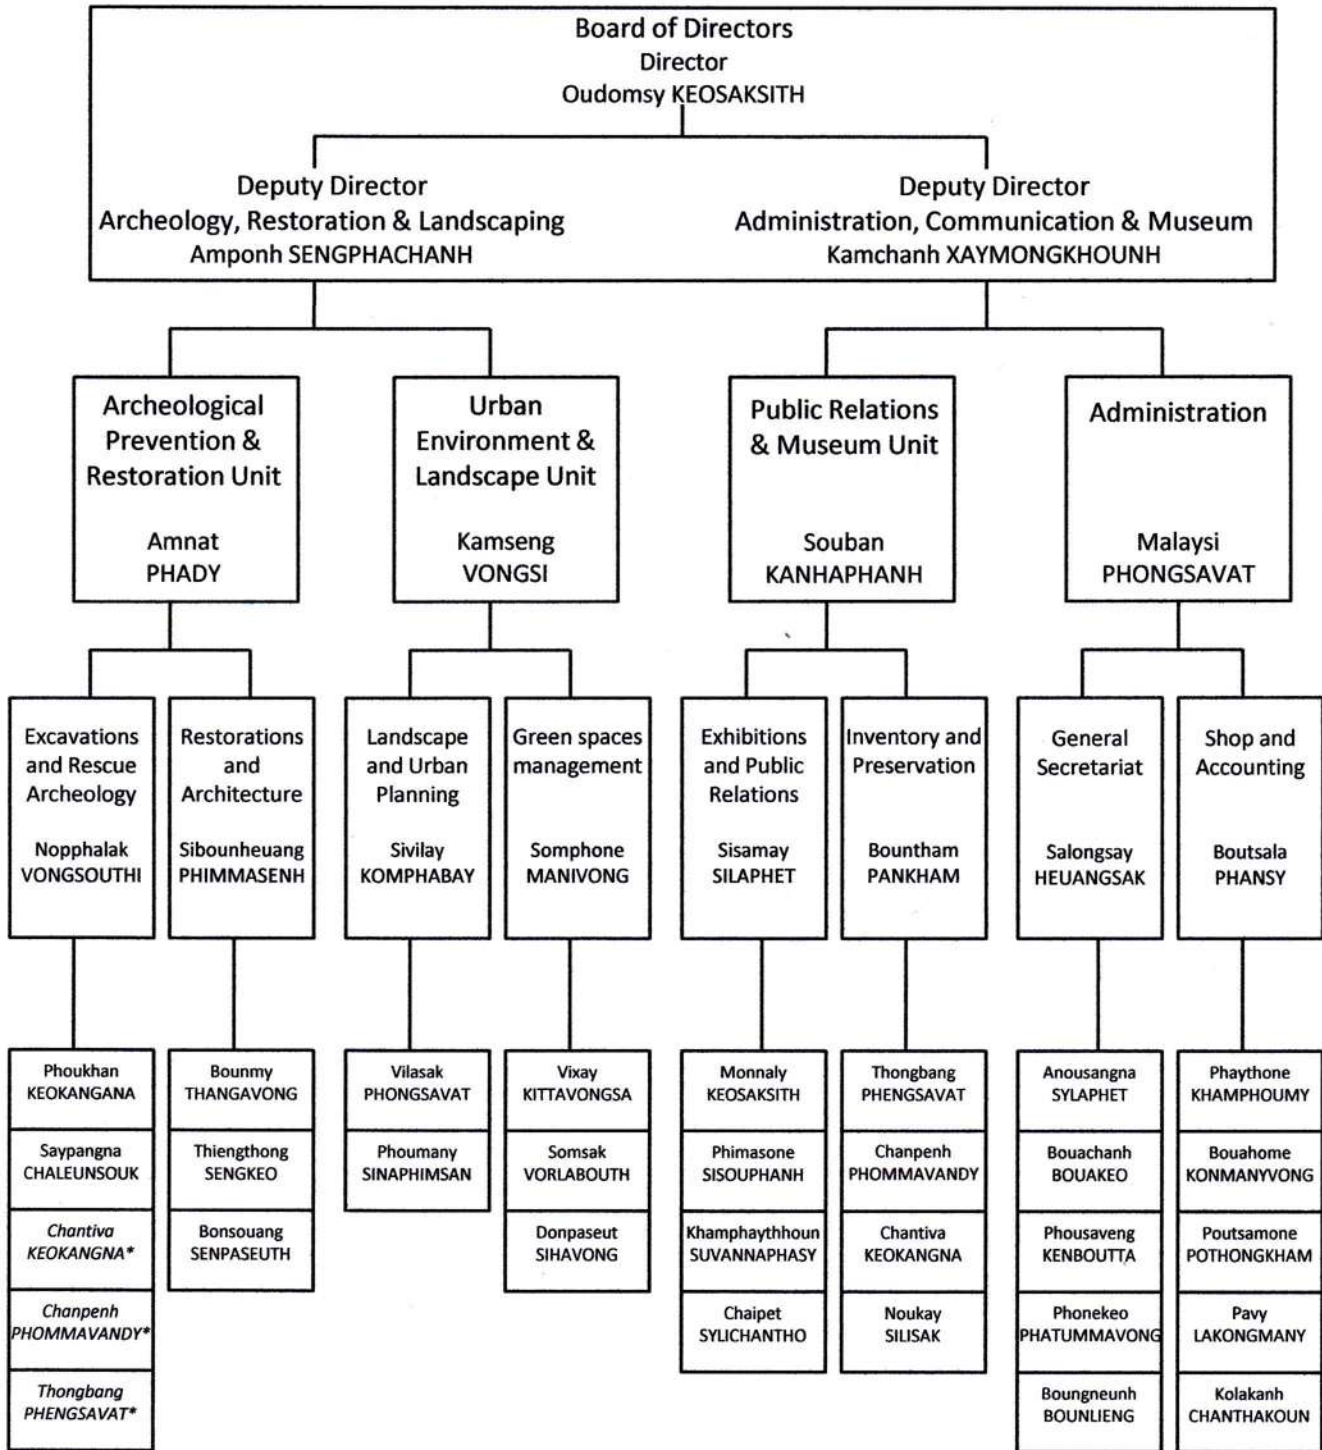 Board of Directors
Director
Oudomsy KEOSAKSITH
Deputy Director
Archeology, Restoration & Landscaping
Amponh SENGPHACHANH
Deputy Director
Administration, Communication & Museum
Kamchanh XAYMONGKHOUNH
Archeological
Prevention &
Restoration Unit
Amnat
PHADY
Urban
Environment &
Landscape Unit
Kamseng
VONGSI
Public Relations
& Museum Unit
Souban
KANHAPHANH
Administration
Malaysi
PHONGSAVAT
Excavations
and Rescue
Archeology
Nopphalak
VONGSOUTHI
Restorations
and
Architecture
Sibounheuang
PHIMMASENH
Landscape
and Urban
Planning
Sivilay
KOMPHABAY
Green spaces
management
Somphone
MANIVONG
Exhibitions
and Public
Relations
Sisamay
SILAPHET
Inventory and
Preservation
Bountham
PANKHAM
General
Secretariat
Salongsay
HEUANGSAK
Shop and
Accounting
Boutsala
PHANSY
Phoukhan
KEOKANGANA
Saypangna
CHALEUNSOUK
Chantiva
KEOKANGNA*
Chanpenh
PHOMMAVANDY*
Thongbang
PHENGSAVAT*
Bounmy
THANGAVONG
Thiengthong
SENGKEO
Bonsouang
SENPASEUTH
Vilasak
PHONGSAVAT
Phoumany
SINAPHIMSAN
Vixay
KITTAVONGSA
Somsak
VORLABOUTH
Donpaseut
SIHAVONG
Monnaly
KEOSAKSITH
Phimasone
SISOUPHANH
Khamphaythhoun
SUVANNAPHASY
Chaipet
SYLICHANTHO
Thongbang
PHENGSAVAT
Chanpenh
PHOMMAVANDY
Chantiva
KEOKANGNA
Noukay
SILISAK
Anousangna
SYLAPHET
Bouachanh
BOUAKEO
Phousaveng
KENBOUTTA
Phonekeo
PHATUMMAVONG
Boungneunh
BOUNLIENG
Phaythone
KHAMPHOUMY
Bouahome
KONMANYVONG
Poutsamone
POTHONGKHAM
Pavy
LAKONGMANY
Kolakanh
CHANTHAKOUN